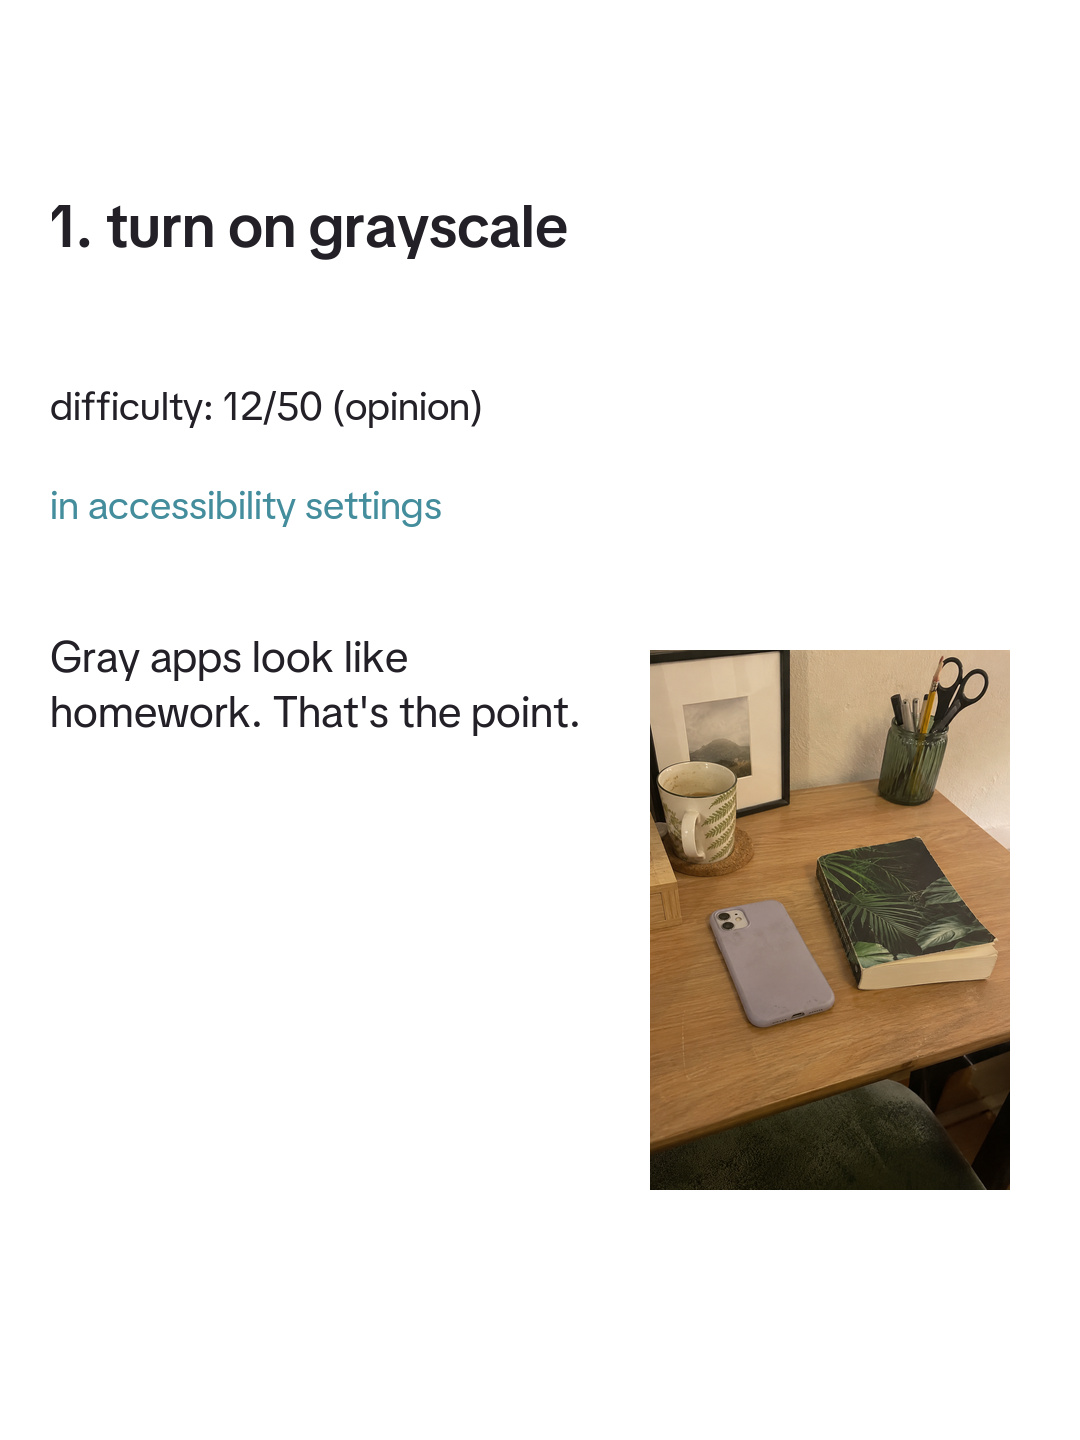 1. turn on grayscale
difficulty: 12/50 (opinion)
in accessibility settings
Gray apps look like
homework. That's the point.